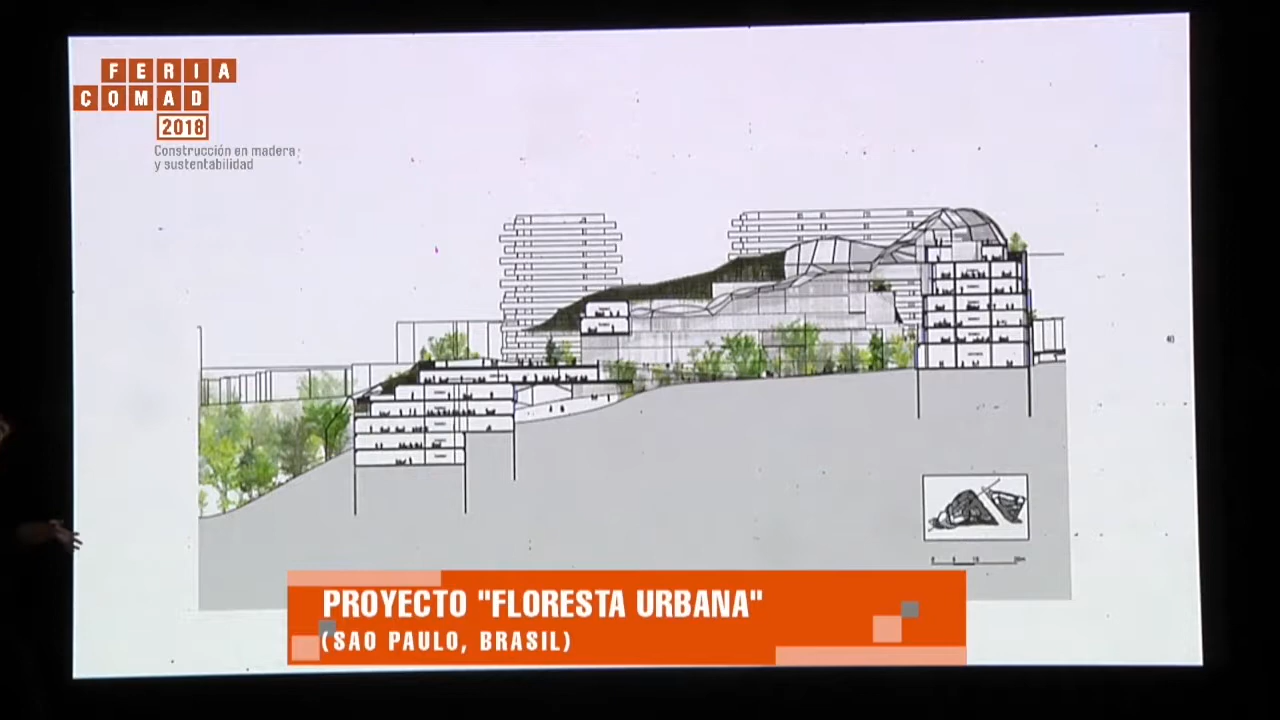 FERIA
COMAD
2018
Construcción en madera
y sustentabilidad
PROYECTO "FLORESTA URBANA"
(SAO PAULO, BRASIL)